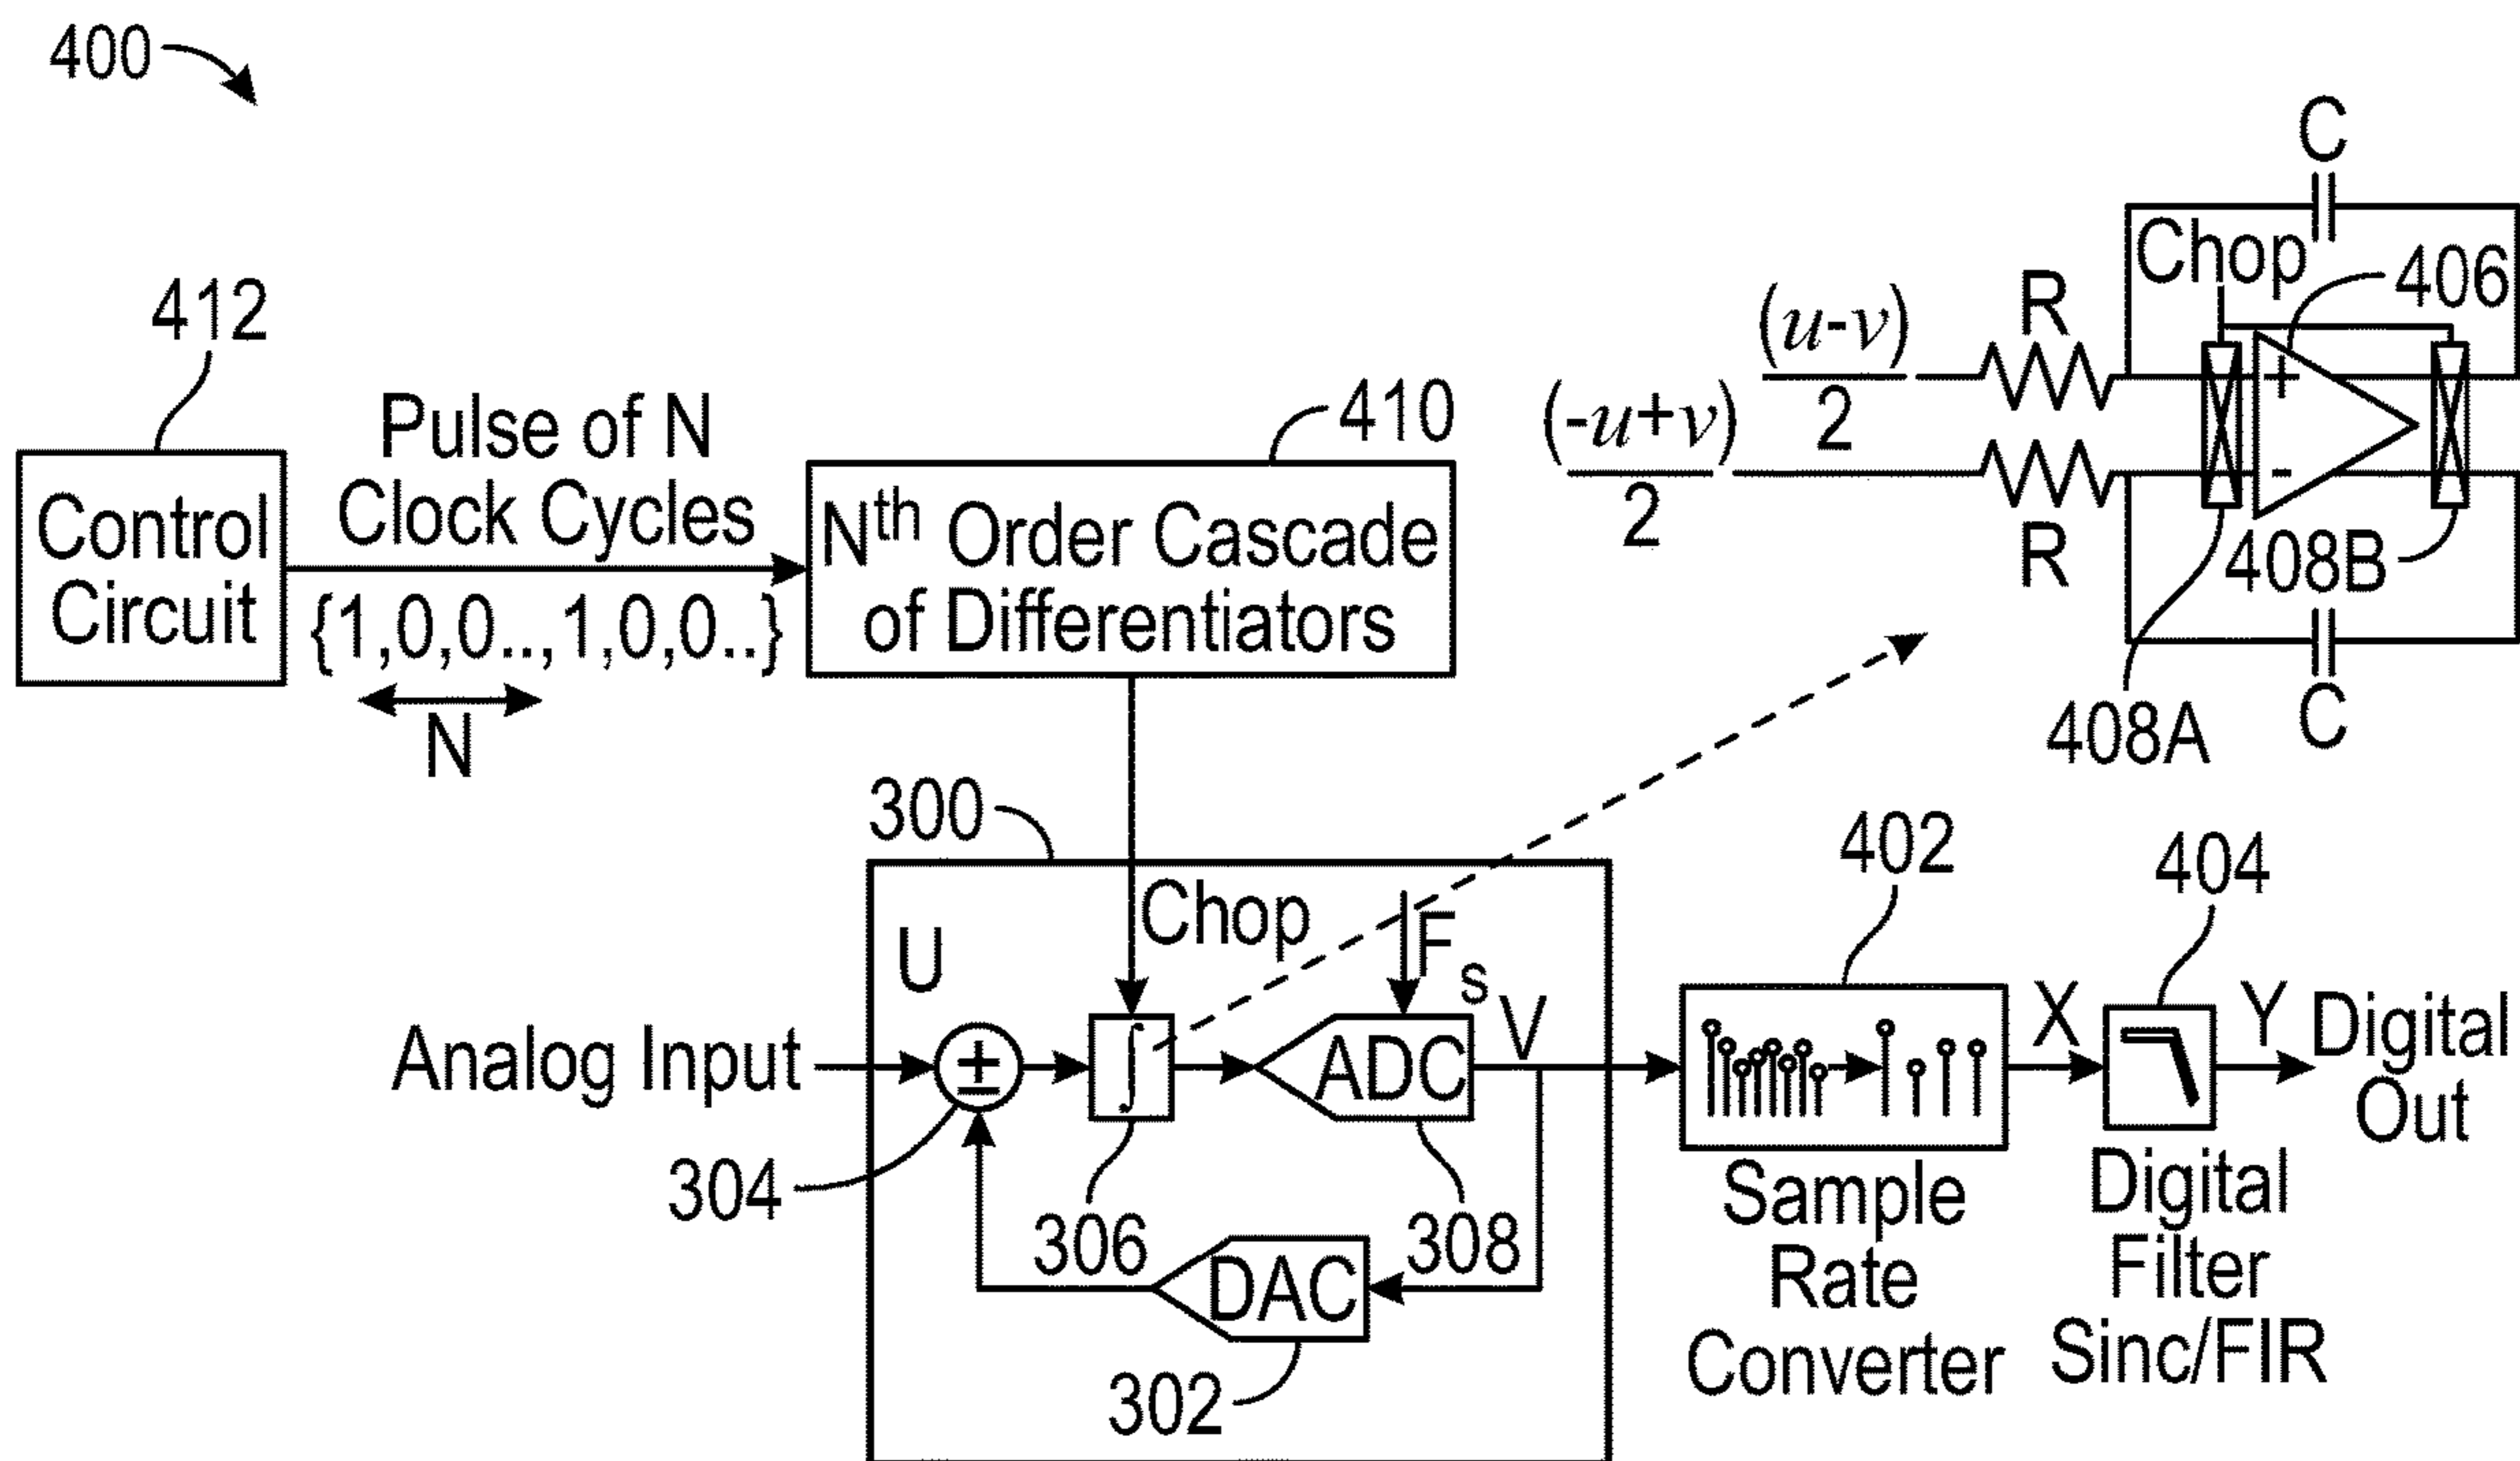 400
412
Control
Circuit
Pulse of N
Clock Cycles
{1,0,0..,1,0,0..}
N
410
Nth Order Cascade
of Differentiators
(u-v)
2
(-u+v)
2
R
R
C
Chop
406
+
-
408B
408A
C
300
U
Chop
Fs
V
Analog Input
±
304
∫
306
ADC
308
DAC
302
402
Sample
Rate
Converter
X
404
Y
Digital
Out
Digital
Filter
Sinc/FIR